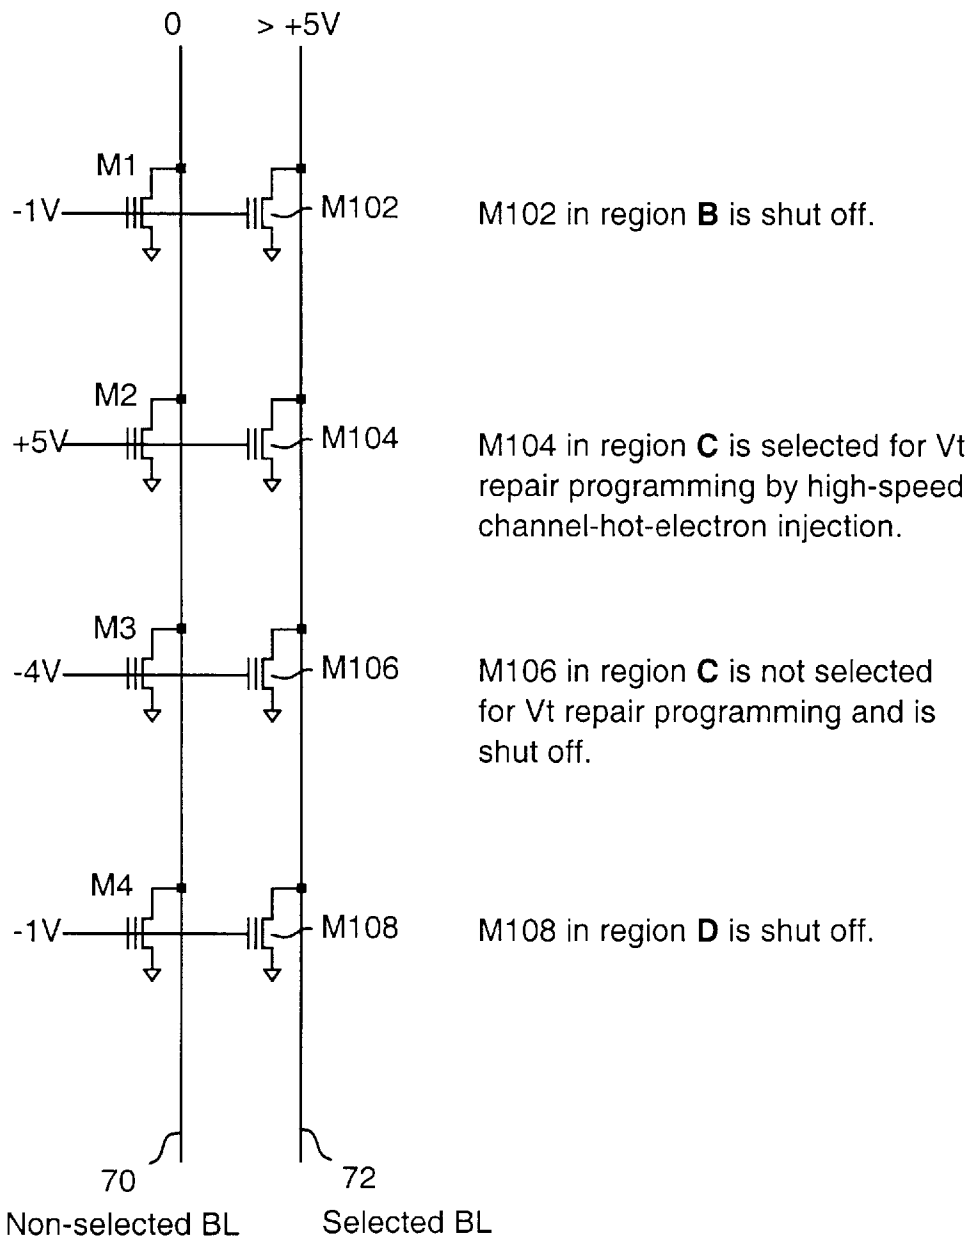 0 > +5V
M1
-1V M102 M102 in region B is shut off.
M2
+5V M104 M104 in region C is selected for Vt
repair programming by high-speed
channel-hot-electron injection.
M3
-4V M106 M106 in region C is not selected
for Vt repair programming and is
shut off.
M4
-1V M108 M108 in region D is shut off.
70 72
Non-selected BL Selected BL